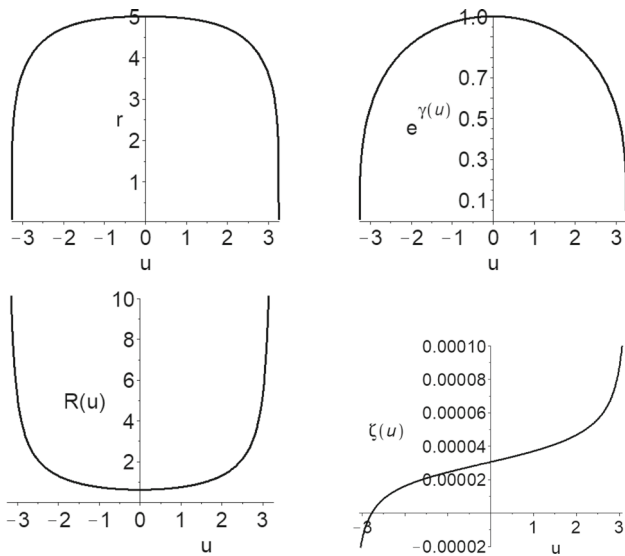 5
4
3
r
2
1
−3 −2 −1 0 1 2 3
u
1.0
0.7
e^γ(u)
0.5
0.3
0.1
−3 −2 −1 0 1 2 3
u
10
8
6
R(u)
4
2
−3 −2 −1 0 1 2 3
u
0.00010
0.00008
0.00006
ζ(u)
0.00004
0.00002
−3 1 2 3
−0.00002
u